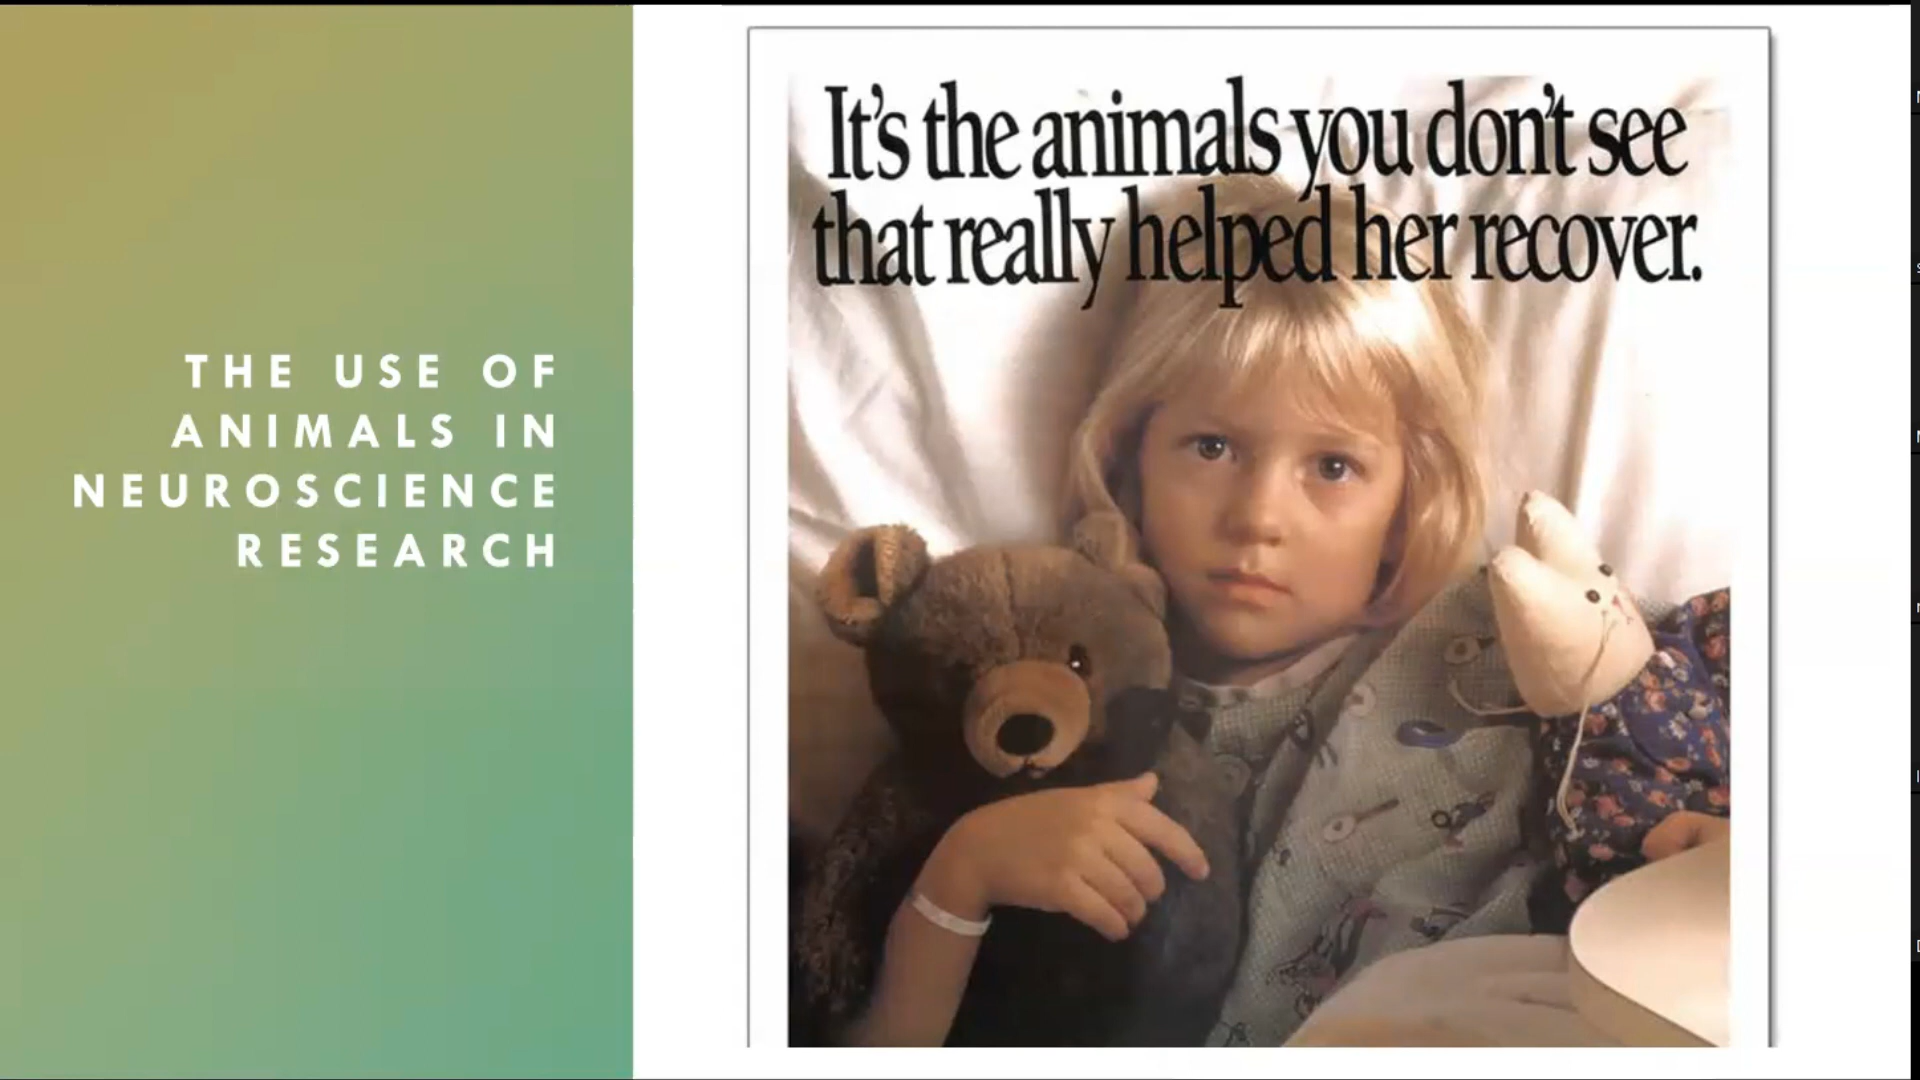 THE USE OF
ANIMALS IN
NEUROSCIENCE
RESEARCH
It's the animals you don't see
that really helped her recover.